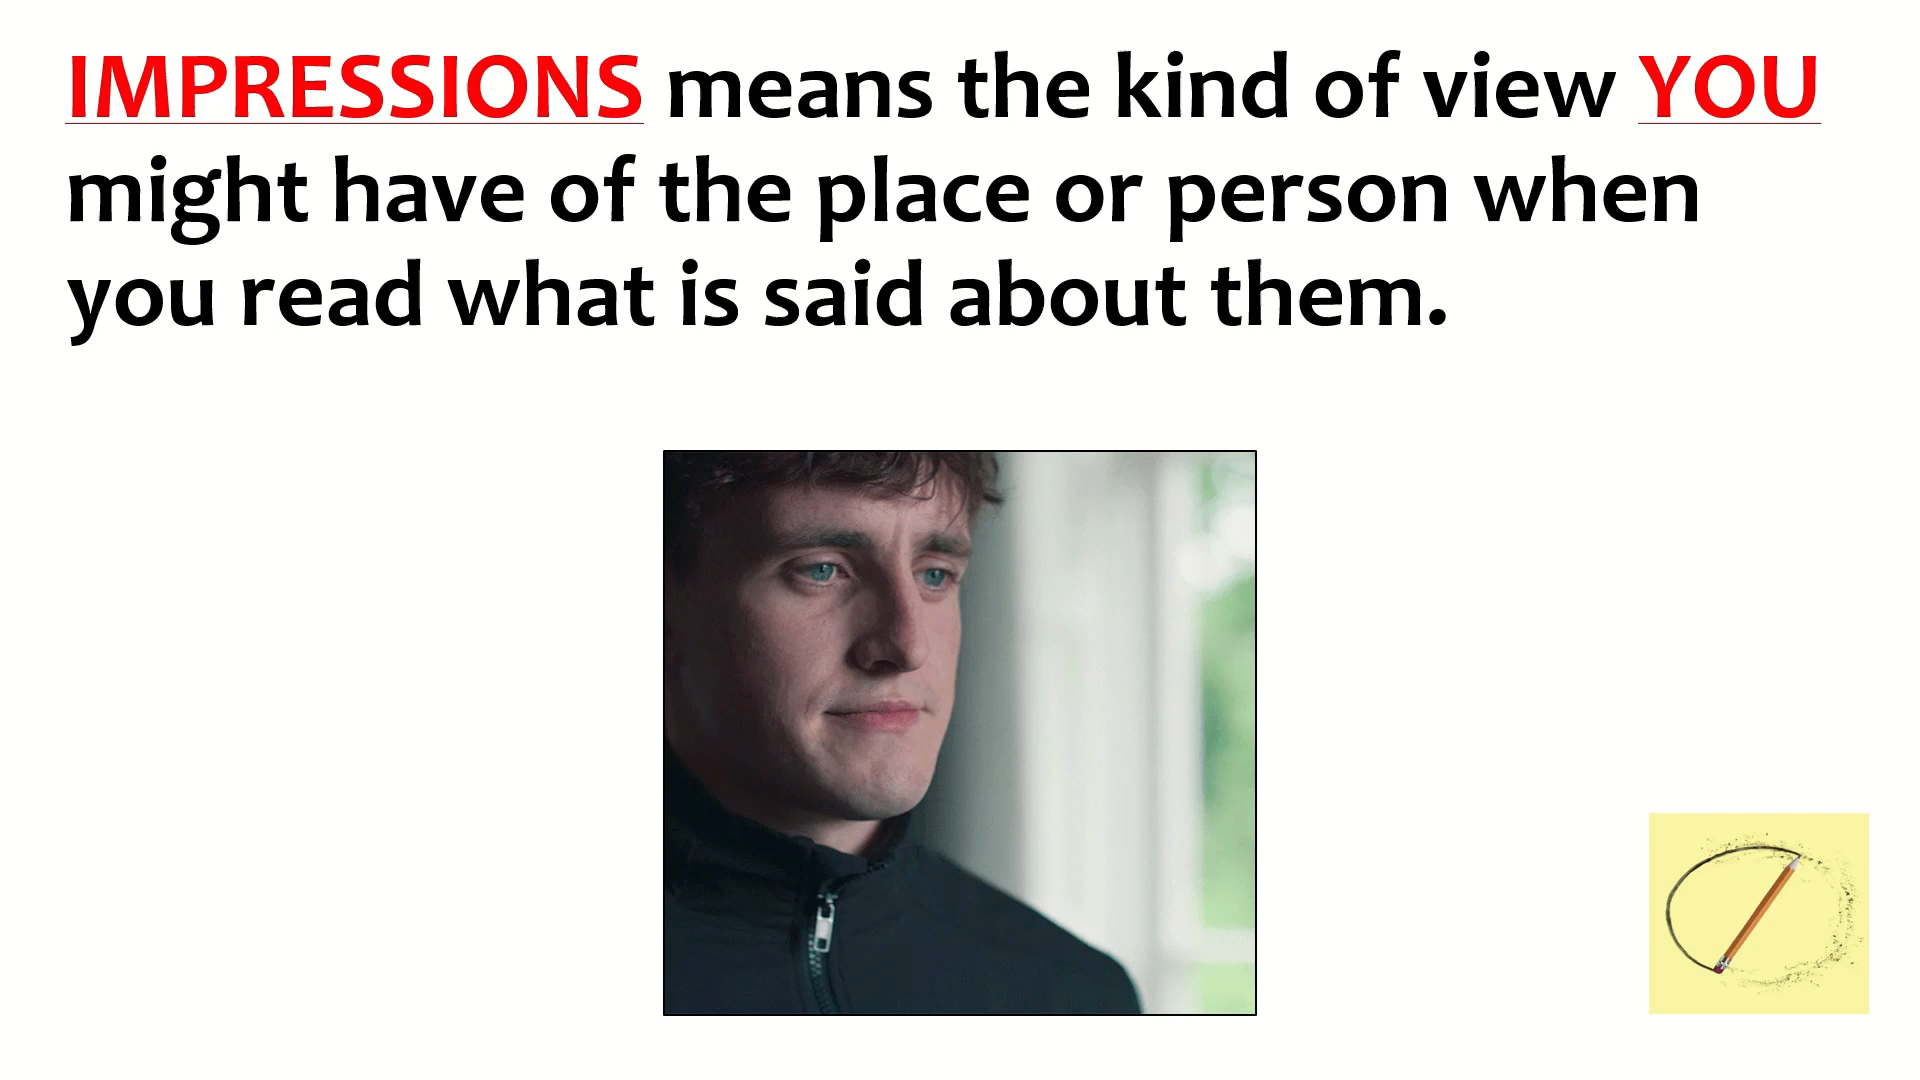 IMPRESSIONS means the kind of view YOU
might have of the place or person when
you read what is said about them.